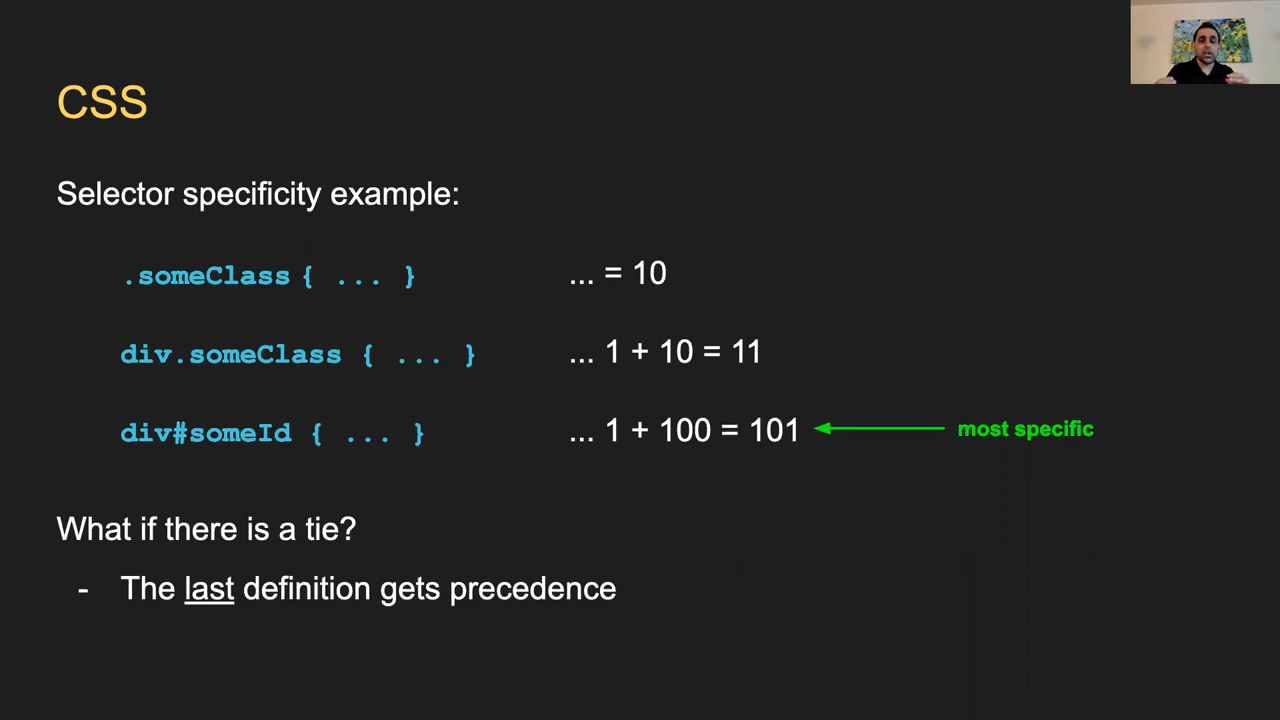 CSS
Selector specificity example:
.someClass { ... } ... = 10
div.someClass { ... } ... 1 + 10 = 11
div#someId { ... } ... 1 + 100 = 101 most specific
What if there is a tie?
- The last definition gets precedence